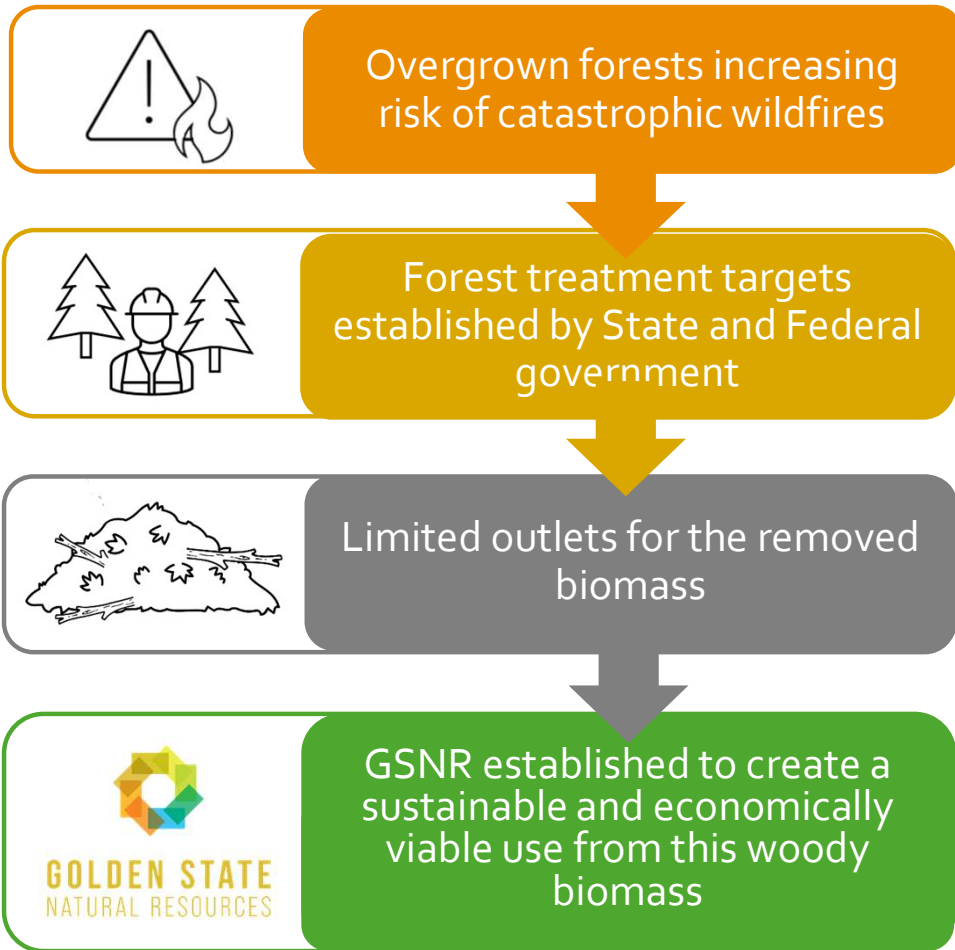 Overgrown forests increasing
risk of catastrophic wildfires
Forest treatment targets
established by State and Federal
government
Limited outlets for the removed
biomass
GOLDEN STATE
NATURAL RESOURCES
GSNR established to create a
sustainable and economically
viable use from this woody
biomass